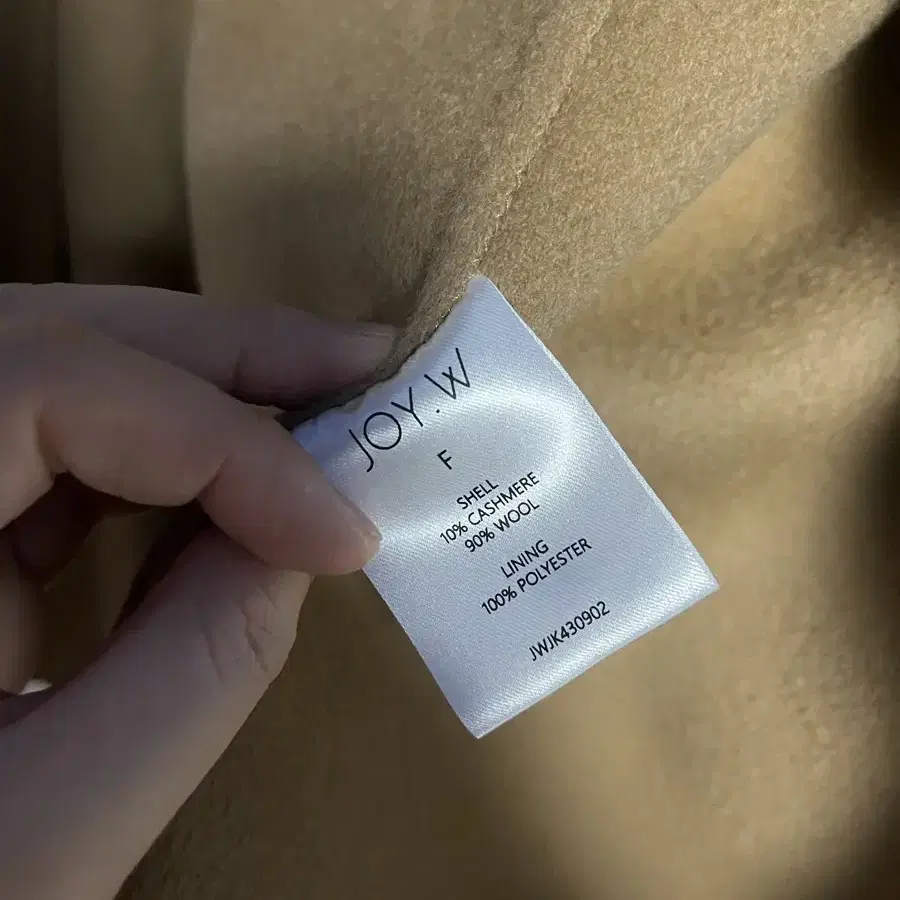 JOY.W
F
SHELL
10% CASHMERE
90% WOOL
LINING
100% POLYESTER
JWJK430902